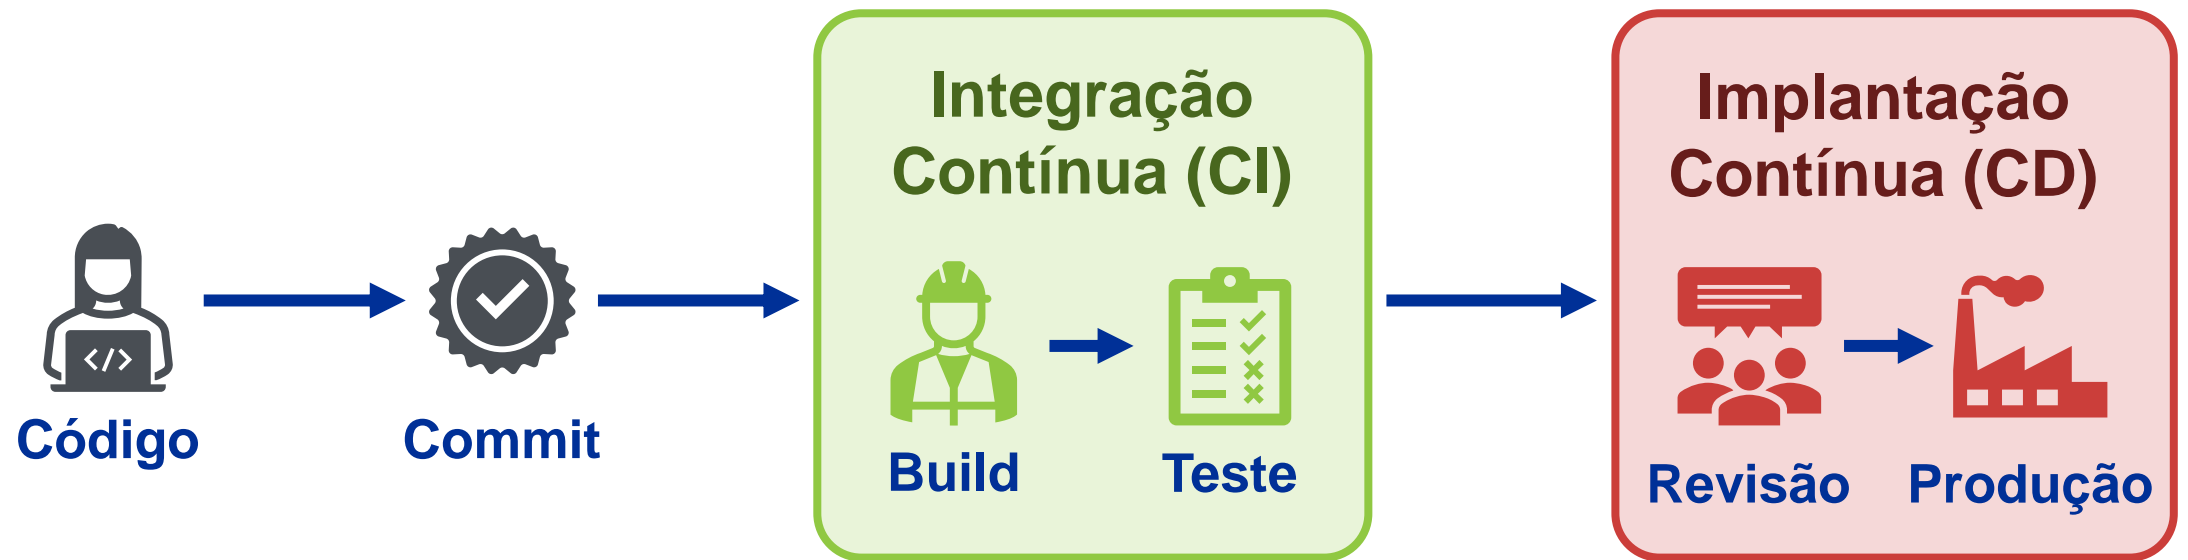 Código
Commit
Integração
Contínua (CI)
Build
Teste
Implantação
Contínua (CD)
Revisão
Produção